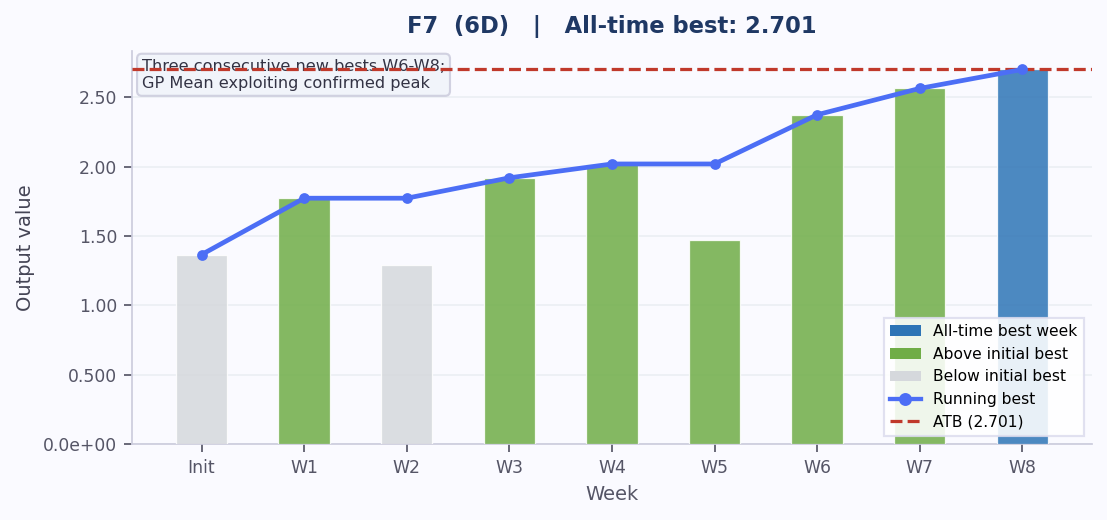 F7  (6D)   |   All-time best: 2.701
Three consecutive new bests W6-W8;
GP Mean exploiting confirmed peak
Output value
2.50
2.00
1.50
1.00
0.500
0.0e+00
All-time best week
Above initial best
Below initial best
Running best
ATB (2.701)
Init W1 W2 W3 W4 W5 W6 W7 W8
Week